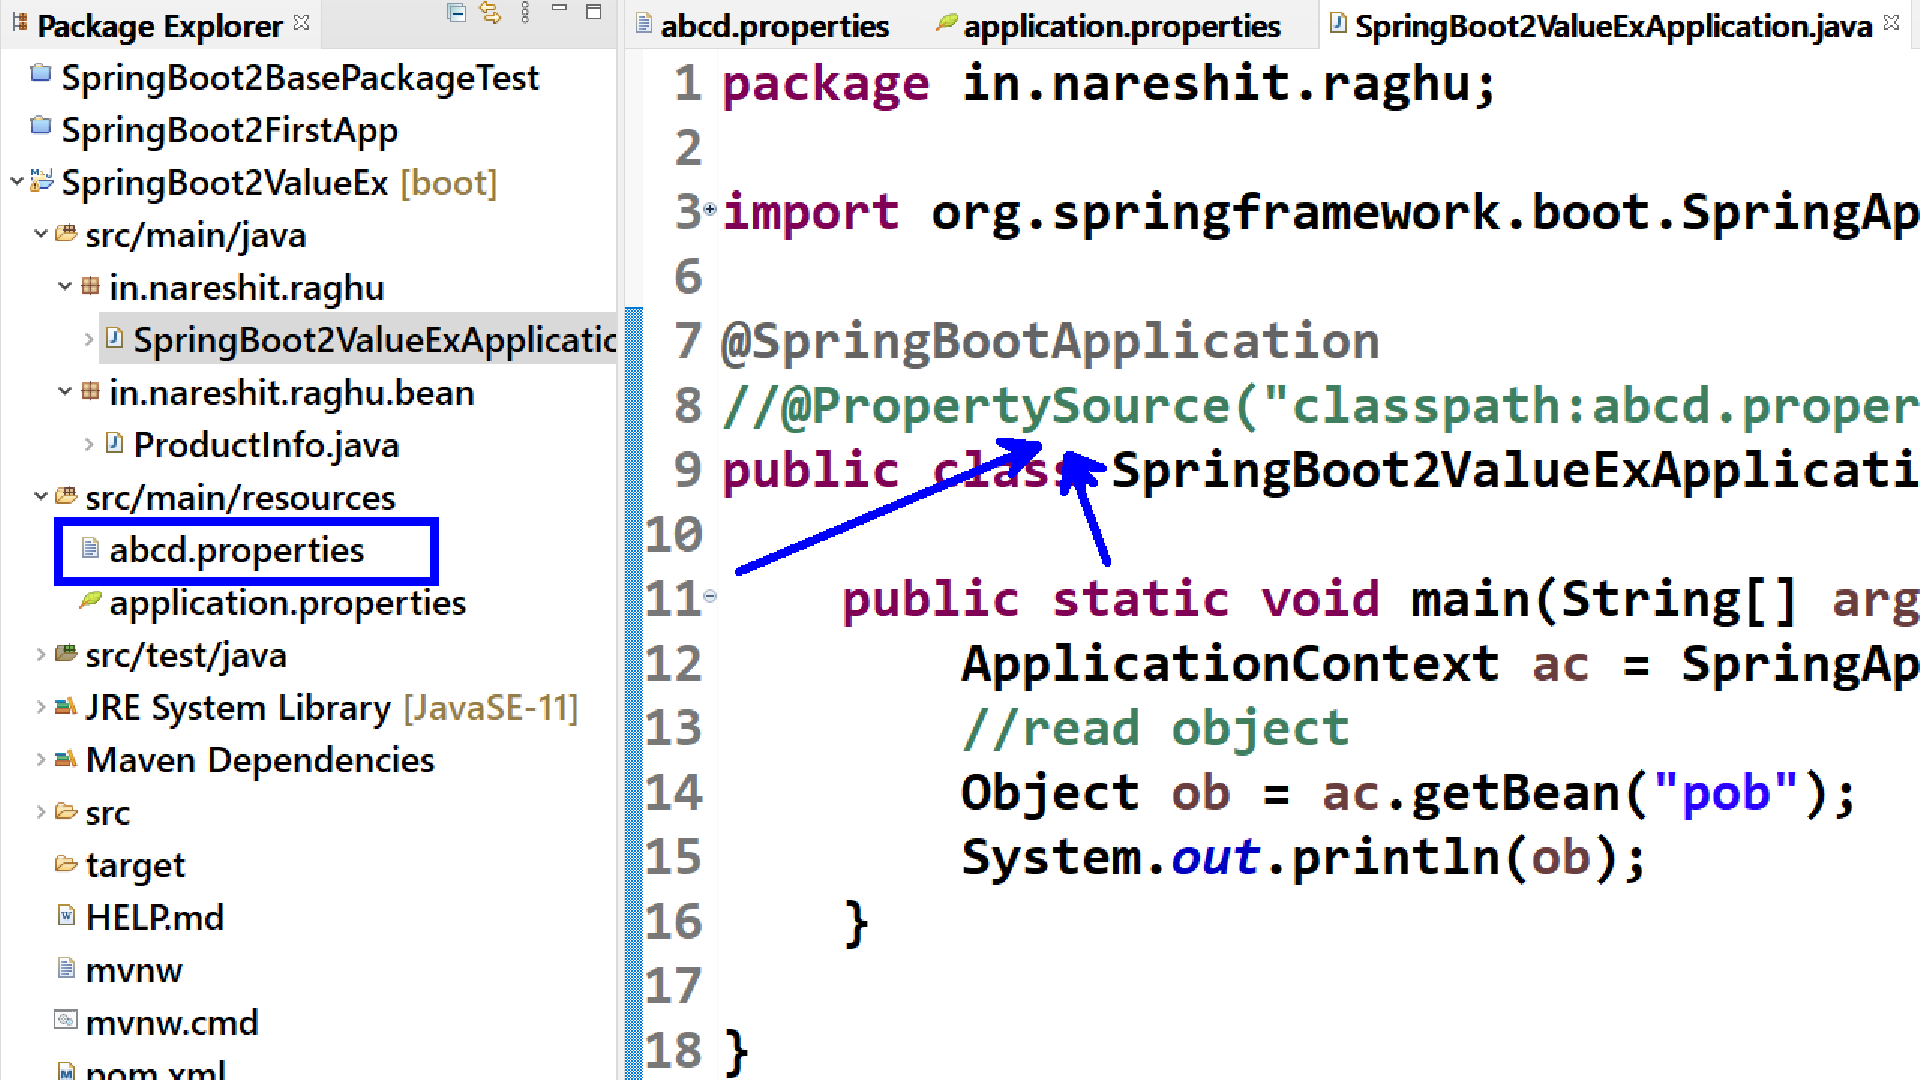 Package Explorer
SpringBoot2BasePackageTest
SpringBoot2FirstApp
SpringBoot2ValueEx [boot]
src/main/java
in.nareshit.raghu
SpringBoot2ValueExApplicatic
in.nareshit.raghu.bean
ProductInfo.java
src/main/resources
abcd.properties
application.properties
src/test/java
JRE System Library [JavaSE-11]
Maven Dependencies
src
target
HELP.md
mvnw
mvnw.cmd
pom.xml
abcd.properties application.properties SpringBoot2ValueExApplication.java
1 package in.nareshit.raghu;
2
3 import org.springframework.boot.SpringAp
6
7 @SpringBootApplication
8 //@PropertySource("classpath:abcd.proper
9 public class SpringBoot2ValueExApplicati
10
11 public static void main(String[] arg
12 ApplicationContext ac = SpringAp
13 //read object
14 Object ob = ac.getBean("pob");
15 System.out.println(ob);
16 }
17
18 }